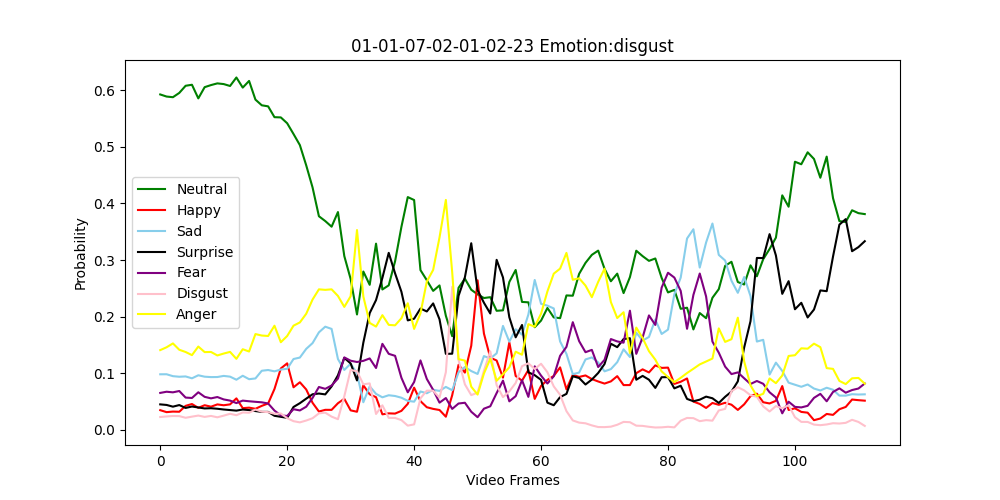 01-01-07-02-01-02-23 Emotion:disgust
Probability
0.6
0.5
0.4
0.3
0.2
0.1
0.0
Neutral
Happy
Sad
Surprise
Fear
Disgust
Anger
0 20 40 60 80 100
Video Frames